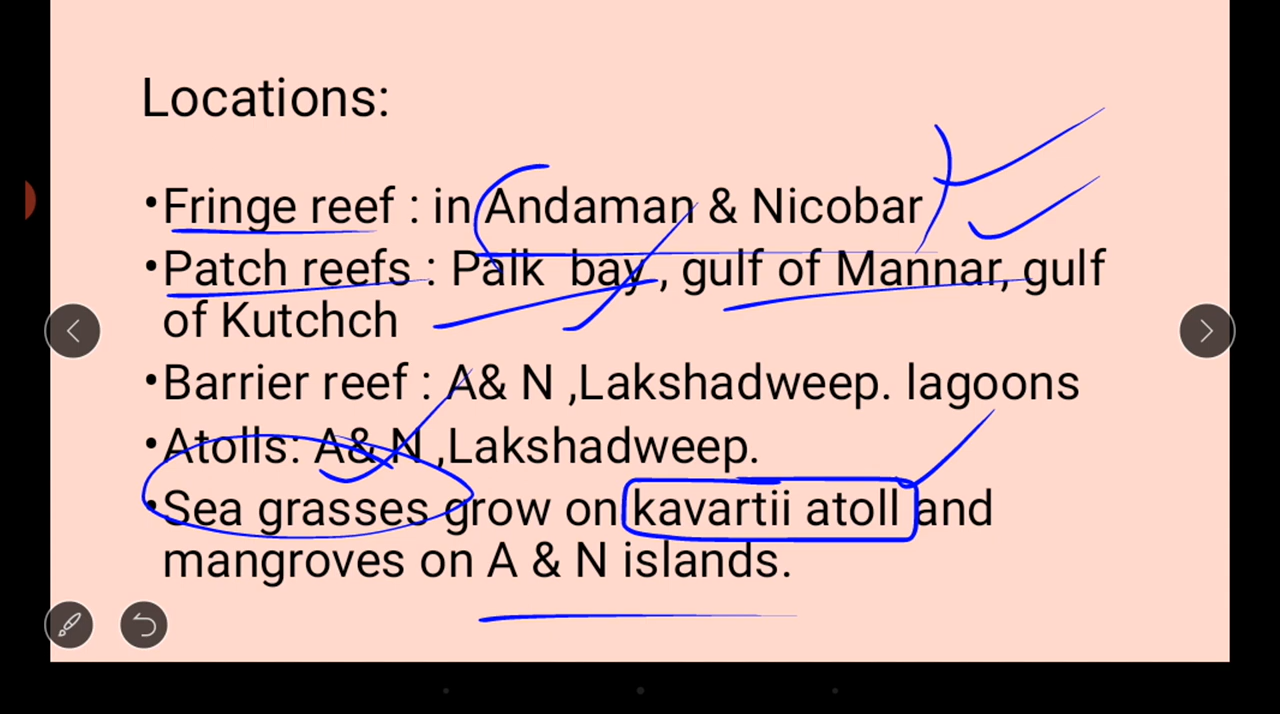 Locations:
•Fringe reef : in Andaman & Nicobar
•Patch reefs : Palk bay , gulf of Mannar, gulf
of Kutchch
•Barrier reef : A& N ,Lakshadweep. lagoons
•Atolls: A& N ,Lakshadweep.
•Sea grasses grow on kavartii atoll and
mangroves on A & N islands.